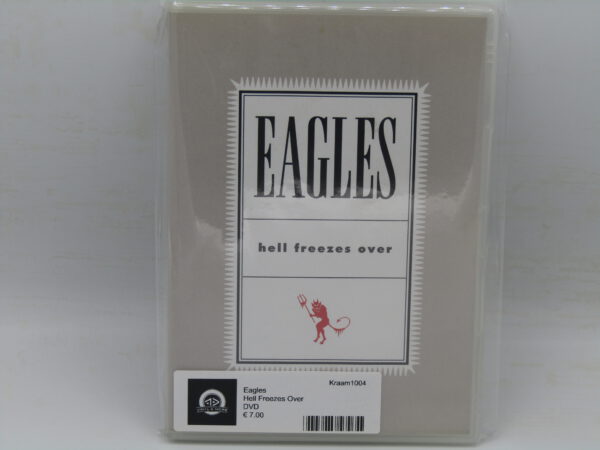 EAGLES
hell freezes over
Kraam1004
Eagles
Hell Freezes Over
DVD
€ 7.00